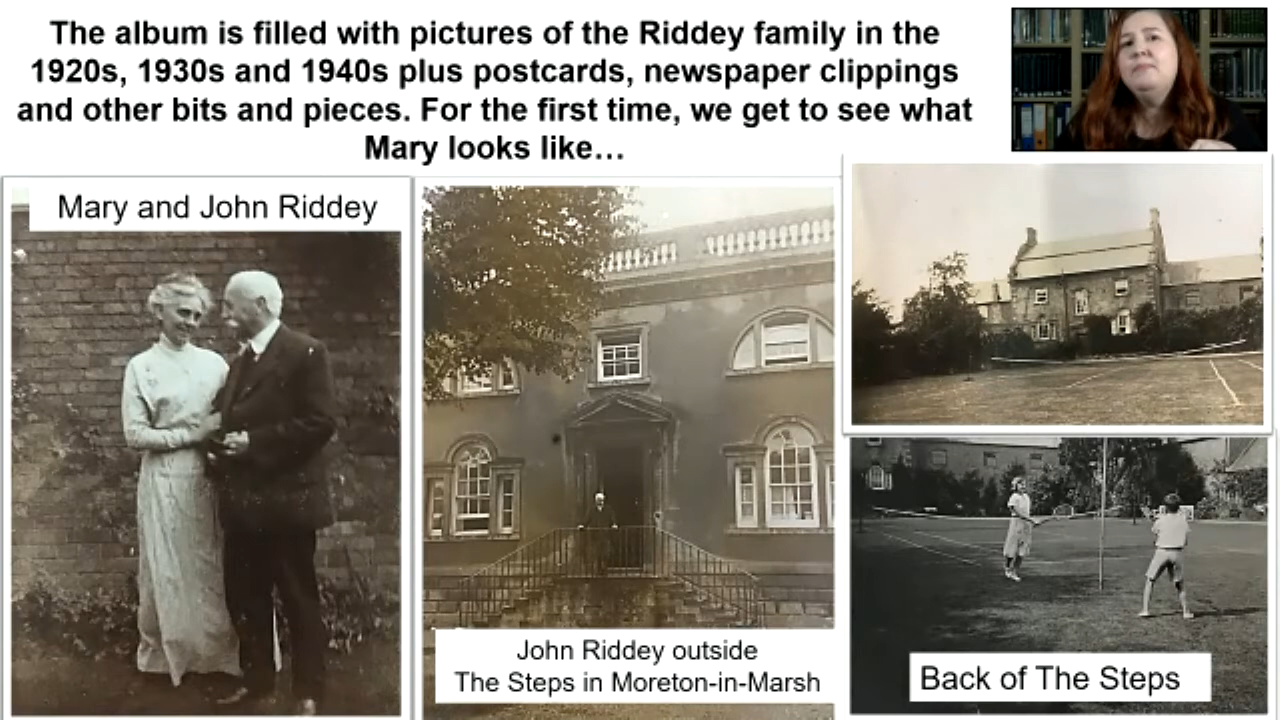 The album is filled with pictures of the Riddey family in the
1920s, 1930s and 1940s plus postcards, newspaper clippings
and other bits and pieces. For the first time, we get to see what
Mary looks like…
Mary and John Riddey
John Riddey outside
The Steps in Moreton-in-Marsh
Back of The Steps